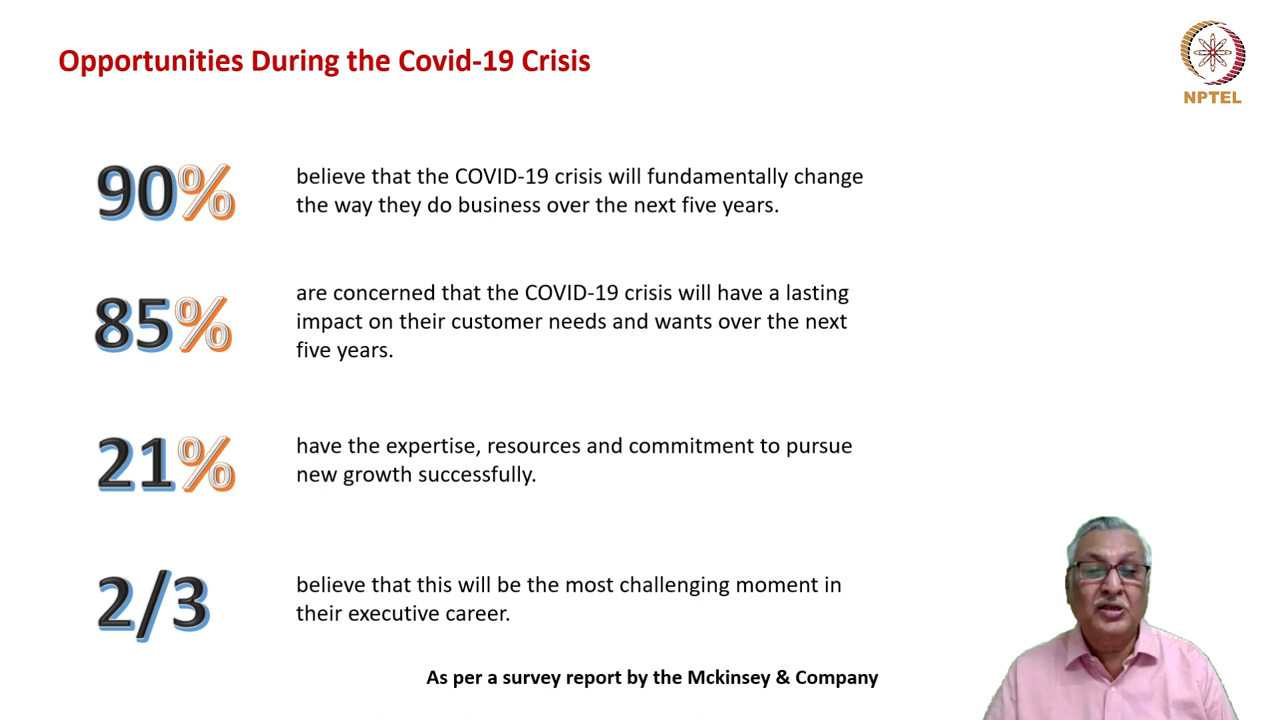 Opportunities During the Covid-19 Crisis
NPTEL
90%
believe that the COVID-19 crisis will fundamentally change
the way they do business over the next five years.
85%
are concerned that the COVID-19 crisis will have a lasting
impact on their customer needs and wants over the next
five years.
21%
have the expertise, resources and commitment to pursue
new growth successfully.
2/3
believe that this will be the most challenging moment in
their executive career.
As per a survey report by the Mckinsey & Company